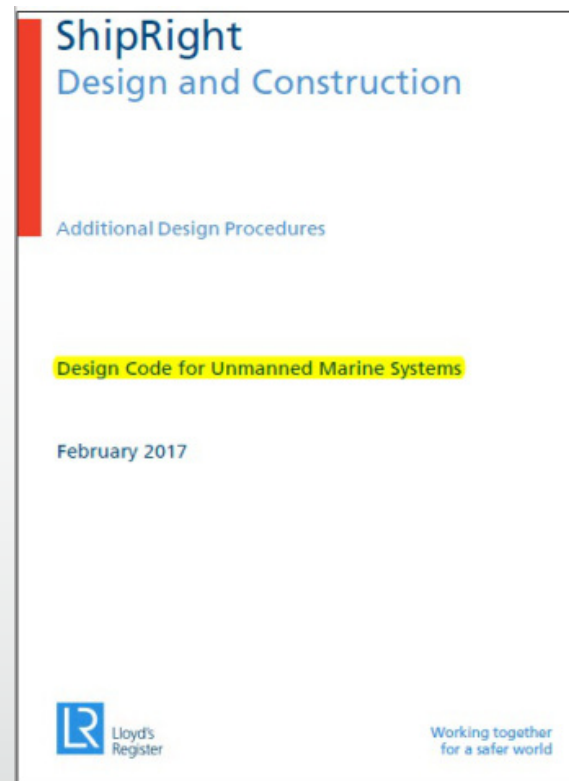 ShipRight
Design and Construction
Additional Design Procedures
Design Code for Unmanned Marine Systems
February 2017
LR
Lloyd's
Register
Working together
for a safer world